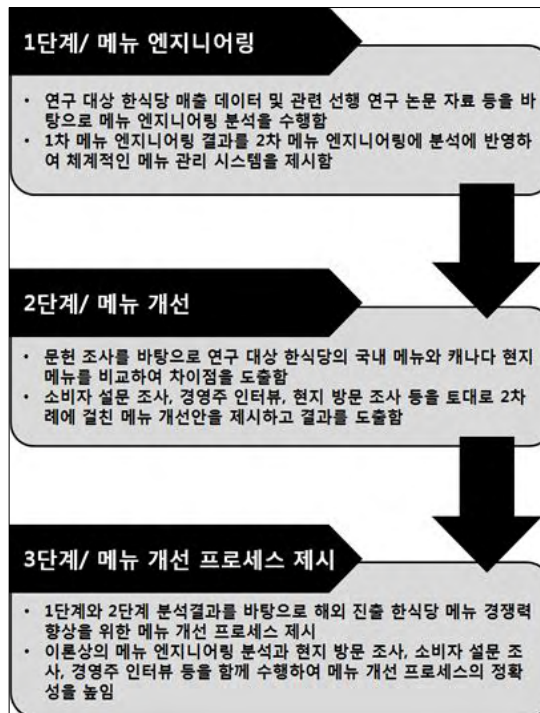 1단계/ 메뉴 엔지니어링
• 연구 대상 한식당 매출 데이터 및 관련 선행 연구 논문 자료 등을 바
탕으로 메뉴 엔지니어링 분석을 수행함
• 1차 메뉴 엔지니어링 결과를 2차 메뉴 엔지니어링에 분석에 반영하
여 체계적인 메뉴 관리 시스템을 제시함
2단계/ 메뉴 개선
• 문헌 조사를 바탕으로 연구 대상 한식당의 국내 메뉴와 캐나다 현지
메뉴를 비교하여 차이점을 도출함
• 소비자 설문 조사, 경영주 인터뷰, 현지 방문 조사 등을 토대로 2차
례에 걸친 메뉴 개선안을 제시하고 결과를 도출함
3단계/ 메뉴 개선 프로세스 제시
• 1단계와 2단계 분석결과를 바탕으로 해외 진출 한식당 메뉴 경쟁력
향상을 위한 메뉴 개선 프로세스 제시
• 이론상의 메뉴 엔지니어링 분석과 현지 방문 조사, 소비자 설문 조
사, 경영주 인터뷰 등을 함께 수행하여 메뉴 개선 프로세스의 정확
성을 높임